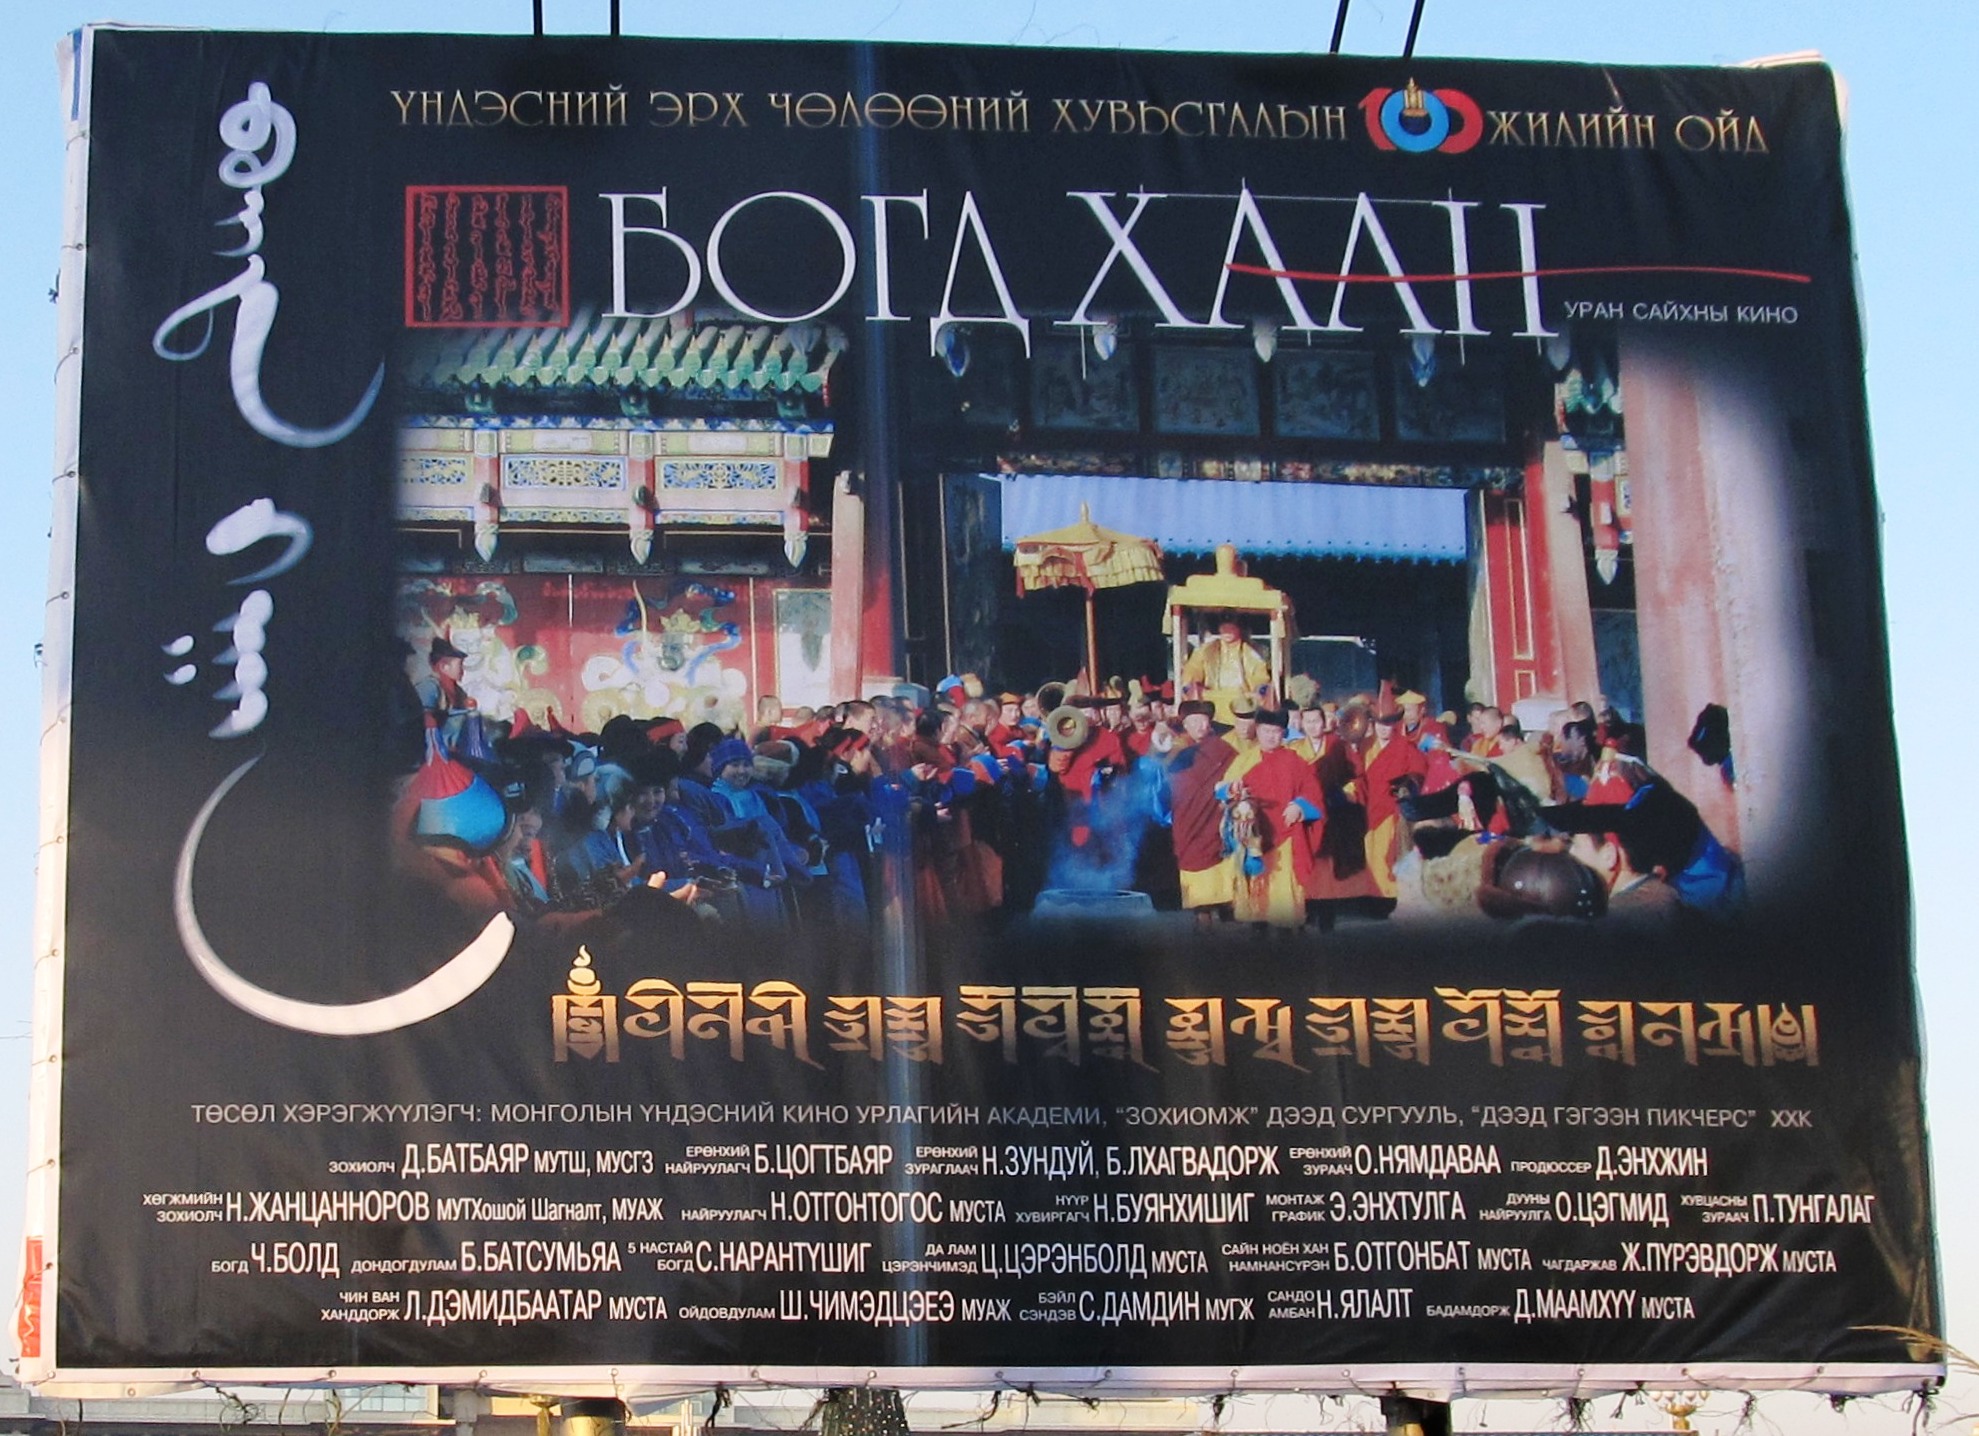 ҮНДЭСНИЙ ЭРХ ЧӨЛӨӨНИЙ ХУВЬСГАЛЫН 100 ЖИЛИЙН ОЙД
БОГД ХААН
УРАН САЙХНЫ КИНО
ТӨСӨЛ ХЭРЭГЖҮҮЛЭГЧ: МОНГОЛЫН ҮНДЭСНИЙ КИНО УРЛАГИЙН АКАДЕМИ, "ЗОХИОМЖ" ДЭЭД СУРГУУЛЬ, "ДЭЭД ГЭГЭЭН ПИКЧЕРС" ХХК
ЗОХИОЛЧ Д.БАТБАЯР МУТШ, МУСГЗ ЕРӨНХИЙ НАЙРУУЛАГЧ Б.ЦОГТБАЯР ЕРӨНХИЙ ЗУРАГЛААЧ Н.ЗУНДУЙ, Б.ЛХАГВАДОРЖ ЕРӨНХИЙ ЗУРААЧ О.НЯМДАВАА ПРОДЮССЕР Д.ЭНХЖИН
ХӨГЖМИЙН ЗОХИОЛЧ Н.ЖАНЦАННОРОВ МУТХошой Шагналт, МУАЖ НАЙРУУЛАГЧ Н.ОТГОНТОГОС МУСТА НҮҮР ХУВИРГАГЧ Н.БУЯНХИШИГ МОНТАЖ ГРАФИК Э.ЭНХТУЛГА ДУУНЫ НАЙРУУЛГА О.ЦЭГМИД ХУВЦАСНЫ ЗУРААЧ П.ТУНГАЛАГ
БОГД Ч.БОЛД ДОНДОГДУЛАМ Б.БАТСУМЬЯА 5 НАСТАЙ БОГД С.НАРАНТҮШИГ ДА ЛАМ ЦЭРЭНЧИМЭД Ц.ЦЭРЭНБОЛД МУСТА САЙН НОЁН ХАН НАМНАНСҮРЭН Б.ОТГОНБАТ МУСТА ЧАГДАРЖАВ Ж.ПҮРЭВДОРЖ МУСТА
ЧИН ВАН ХАНДДОРЖ Л.ДЭМИДБААТАР МУСТА ОЙДОВДУЛАМ Ш.ЧИМЭДЦЭЕЭ МУАЖ БЭЙЛ СЭНДЭВ С.ДАМДИН МУГЖ САНДО АМБАН Н.ЯЛАЛТ БАДАМДОРЖ Д.МААМХҮҮ МУСТА